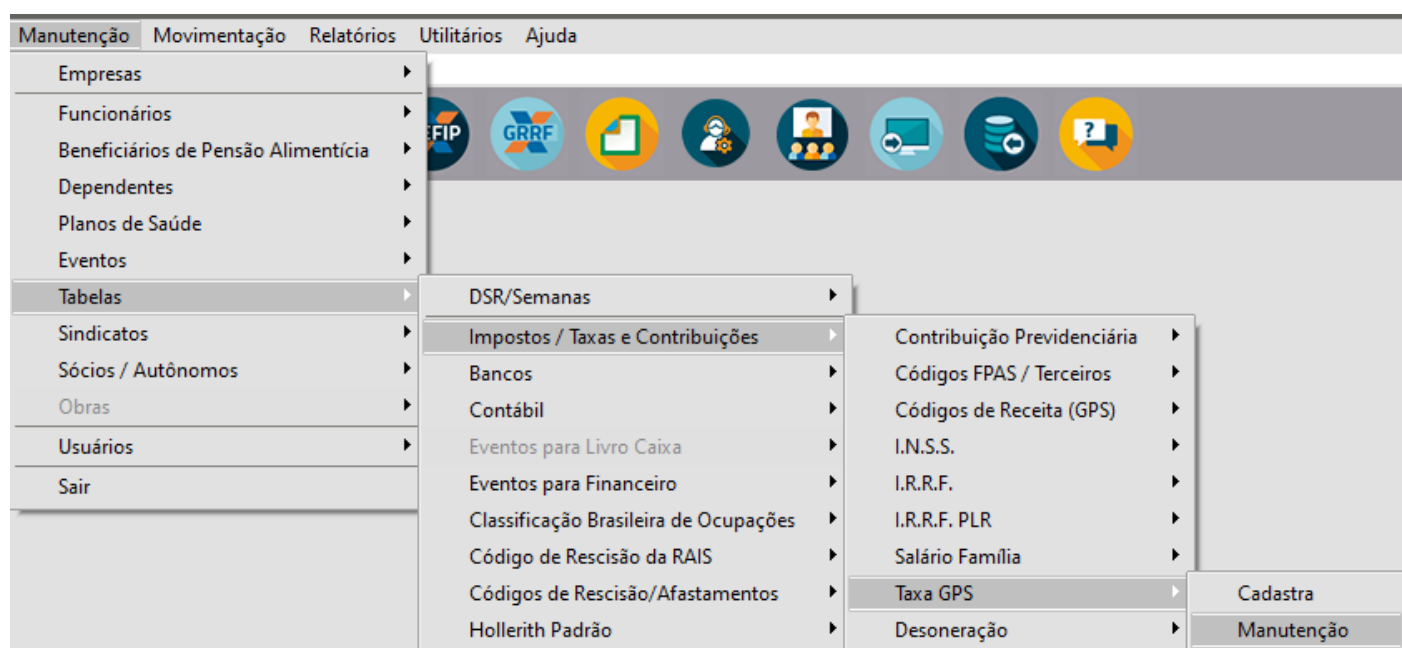 Manutenção Movimentação Relatórios Utilitários Ajuda
Empresas
Funcionários
Beneficiários de Pensão Alimentícia
Dependentes
Planos de Saúde
Eventos
Tabelas
Sindicatos
Sócios / Autônomos
Obras
Usuários
Sair
EFIP
GRRF
?
DSR/Semanas
Impostos / Taxas e Contribuições
Bancos
Contábil
Eventos para Livro Caixa
Eventos para Financeiro
Classificação Brasileira de Ocupações
Código de Rescisão da RAIS
Códigos de Rescisão/Afastamentos
Hollerith Padrão
Contribuição Previdenciária
Códigos FPAS / Terceiros
Códigos de Receita (GPS)
I.N.S.S.
I.R.R.F.
I.R.R.F. PLR
Salário Família
Taxa GPS
Desoneração
Cadastra
Manutenção